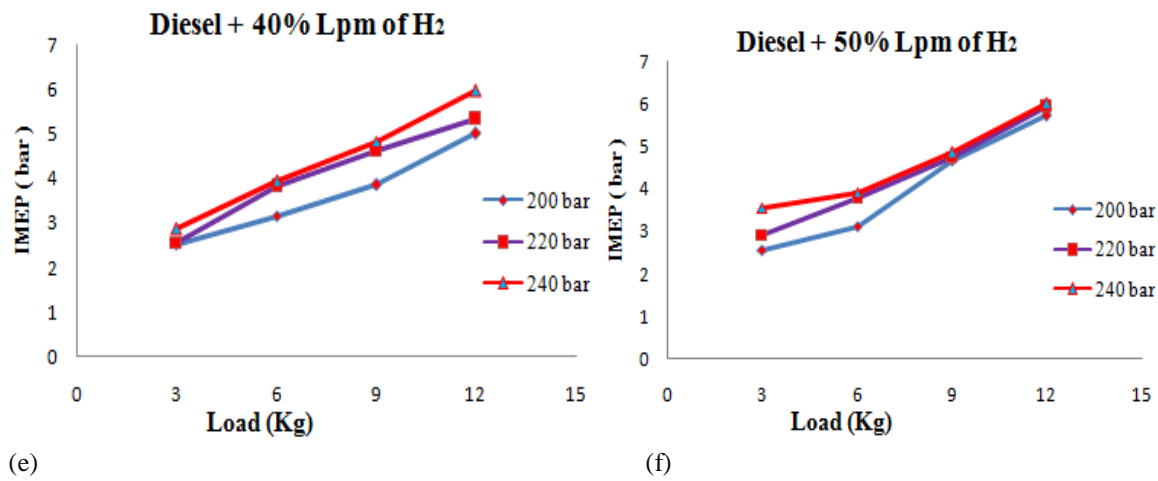 Diesel + 40% Lpm of H2
7
6
5
4
3
2
1
0
IMEP ( bar )
0 3 6 9 12 15
Load (Kg)
200 bar
220 bar
240 bar
(e)
Diesel + 50% Lpm of H2
7
6
5
4
3
2
1
0
IMEP ( bar )
0 3 6 9 12 15
Load (Kg)
200 bar
220 bar
240 bar
(f)